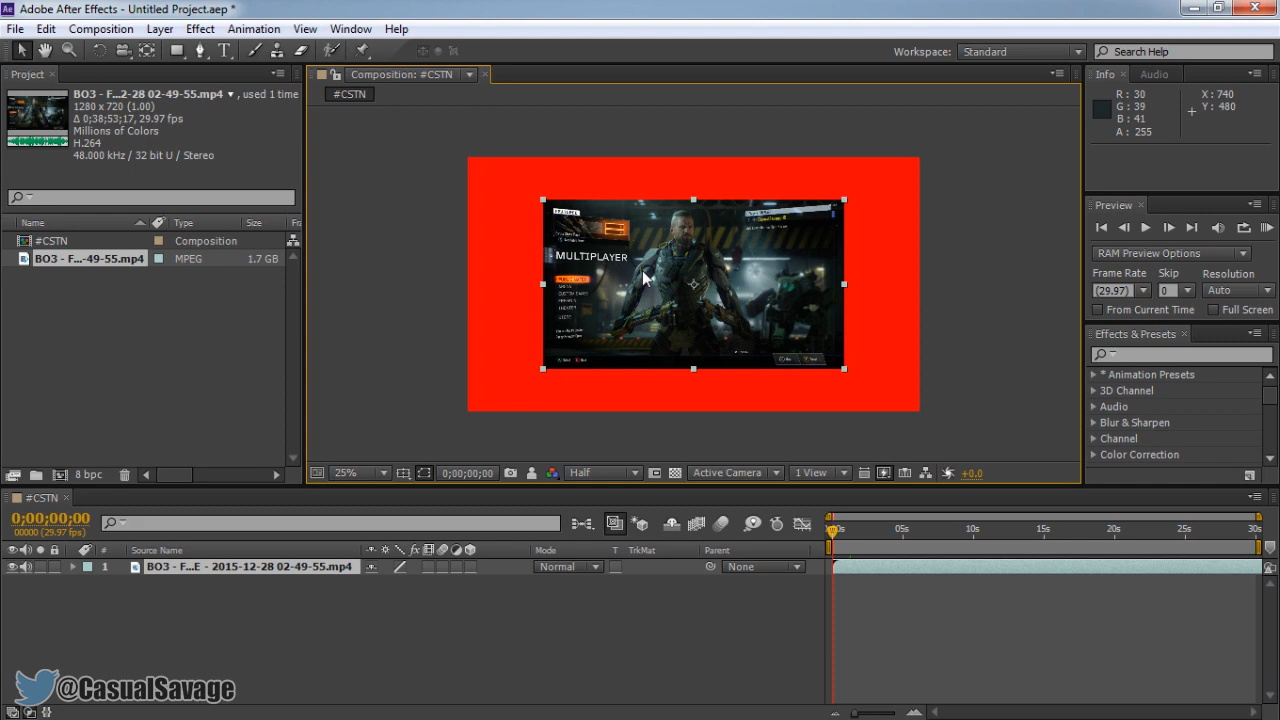 Adobe After Effects - Untitled Project.aep *
File Edit Composition Layer Effect Animation View Window Help
Workspace: Standard Search Help
Project
BO3 - F...2-28 02-49-55.mp4 , used 1 time
1280 x 720 (1.00)
Δ 0;38;53;17, 29.97 fps
Millions of Colors
H.264
48.000 kHz / 32 bit U / Stereo
Name Type Size Fra
#CSTN Composition
BO3 - F...-49-55.mp4 MPEG 1.7 GB
8 bpc
Composition: #CSTN
#CSTN
MULTIPLAYER
25% 0;00;00;00 Half Active Camera 1 View +0.0
Info Audio
R : 30 X : 740
G : 39 Y : 480
B : 41
A : 255
Preview
RAM Preview Options
Frame Rate Skip Resolution
(29.97) 0 Auto
From Current Time Full Screen
Effects & Presets
* Animation Presets
3D Channel
Audio
Blur & Sharpen
Channel
Color Correction
#CSTN
0;00;00;00
00000 (29.97 fps)
05s 10s 15s 20s 25s 30s
# Source Name fx Mode T TrkMat Parent
1 BO3 - F...E - 2015-12-28 02-49-55.mp4 Normal None
@CasualSavage